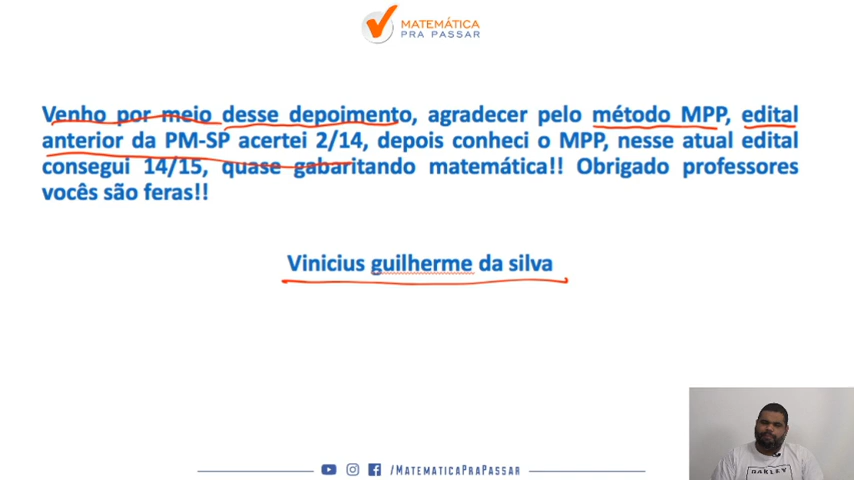 MATEMÁTICA
PRA PASSAR
Venho por meio desse depoimento, agradecer pelo método MPP, edital
anterior da PM-SP acertei 2/14, depois conheci o MPP, nesse atual edital
consegui 14/15, quase gabaritando matemática!! Obrigado professores
vocês são feras!!
Vinicius guilherme da silva
/MATEMATICAPRAPASSAR
OAKLEY